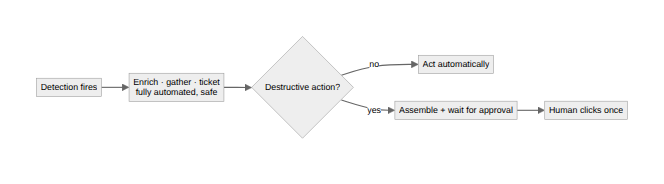 Detection fires
Enrich · gather · ticket
fully automated, safe
Destructive action?
no
Act automatically
yes
Assemble + wait for approval
Human clicks once